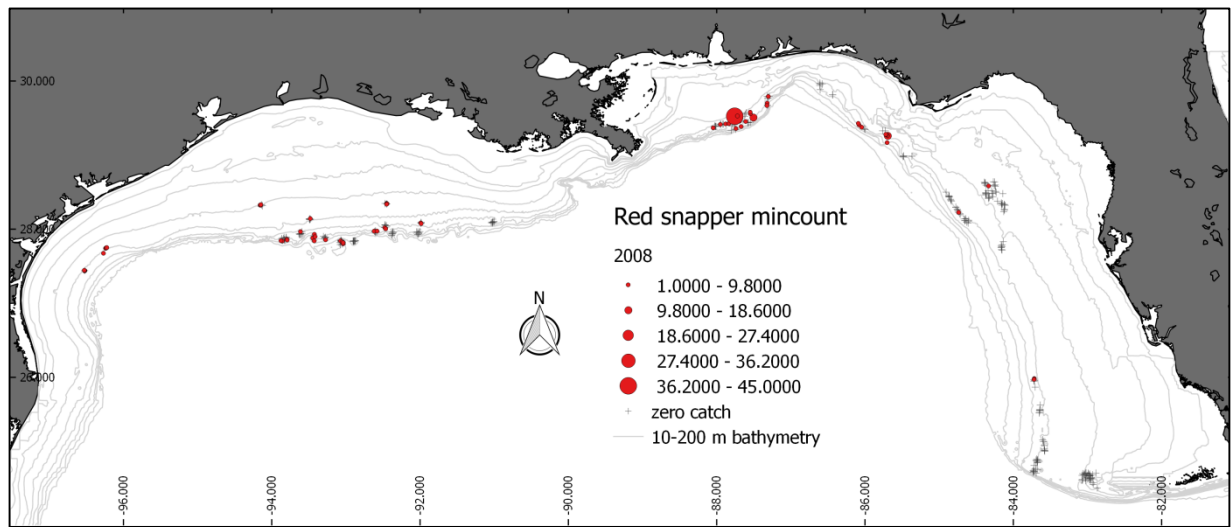 30.000
28.000
26.000
Red snapper mincount
2008
1.0000 - 9.8000
9.8000 - 18.6000
18.6000 - 27.4000
27.4000 - 36.2000
36.2000 - 45.0000
zero catch
10-200 m bathymetry
N
-96.000
-94.000
-92.000
-90.000
-88.000
-86.000
-84.000
-82.000